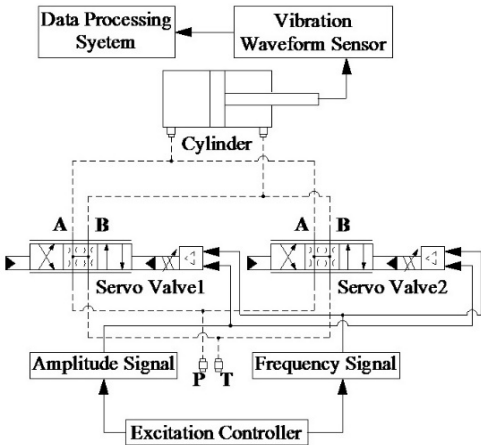 Data Processing
Syetem
Vibration
Waveform Sensor
Cylinder
A B
A B
Servo Valve1
Servo Valve2
Amplitude Signal
P T
Frequency Signal
Excitation Controller